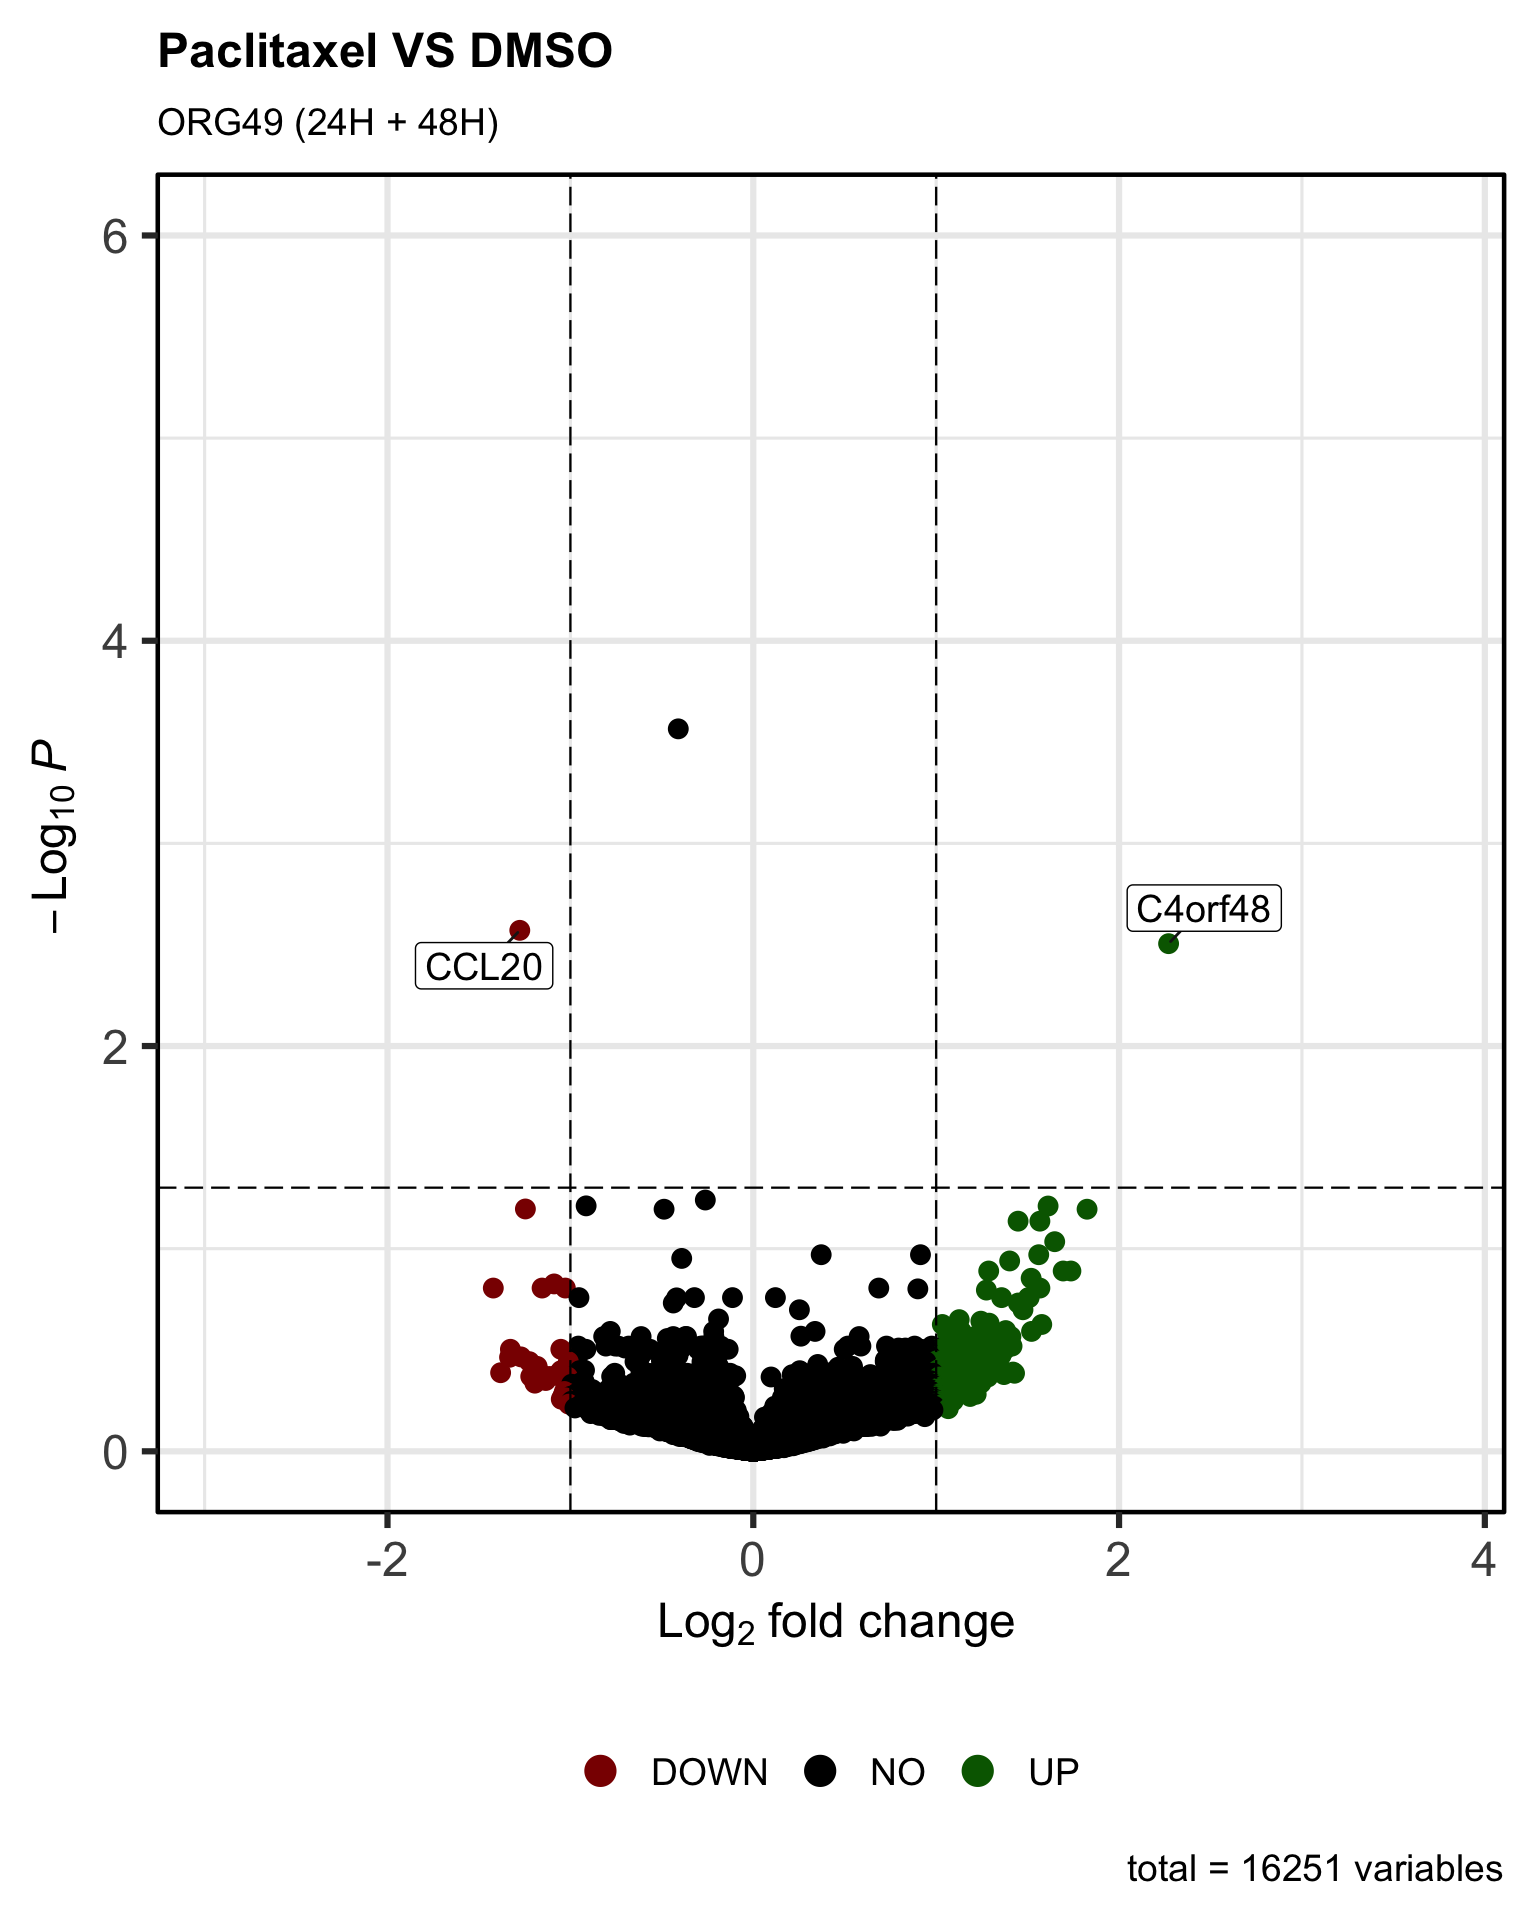 Paclitaxel VS DMSO
ORG49 (24H + 48H)
6
4
2
0
−Log10 P
C4orf48
CCL20
-2 0 2 4
Log2 fold change
DOWN NO UP
total = 16251 variables